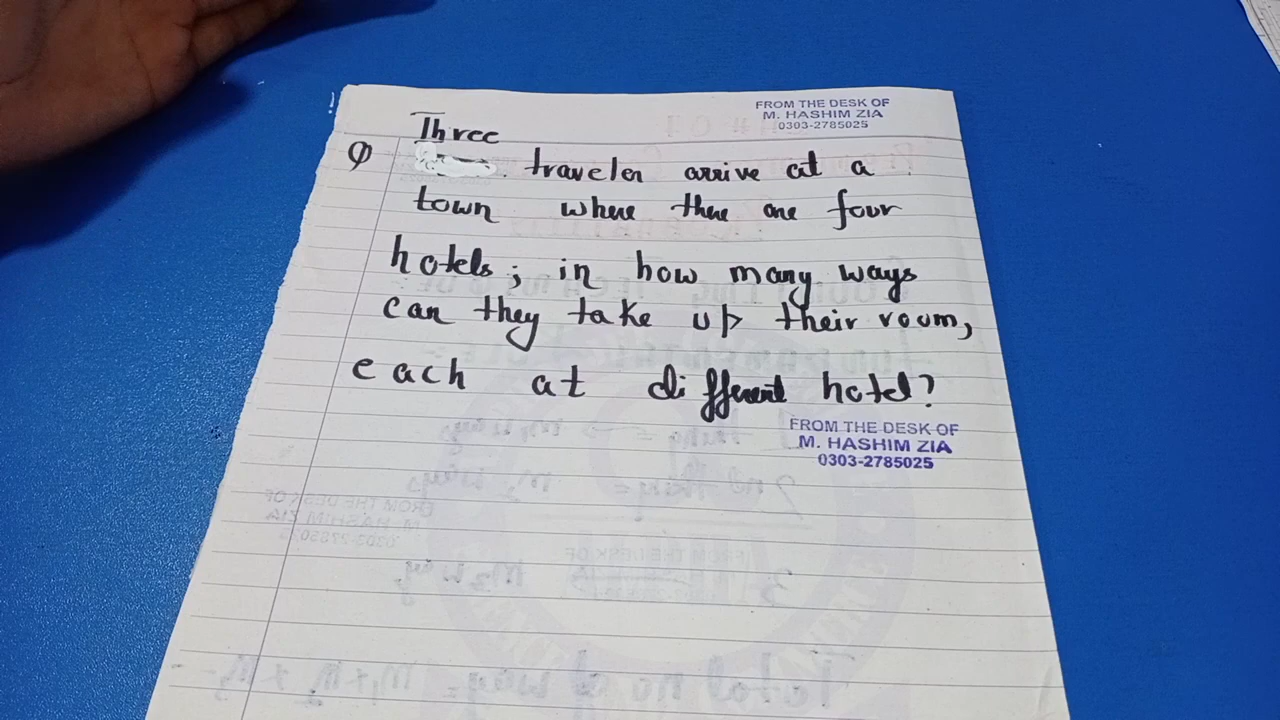 FROM THE DESK OF
M. HASHIM ZIA
0303-2785025
Three
Q traveler arrive at a
town where there are four
hotels; in how many ways
can they take up their room,
each at different hotel?
FROM THE DESK OF
M. HASHIM ZIA
0303-2785025